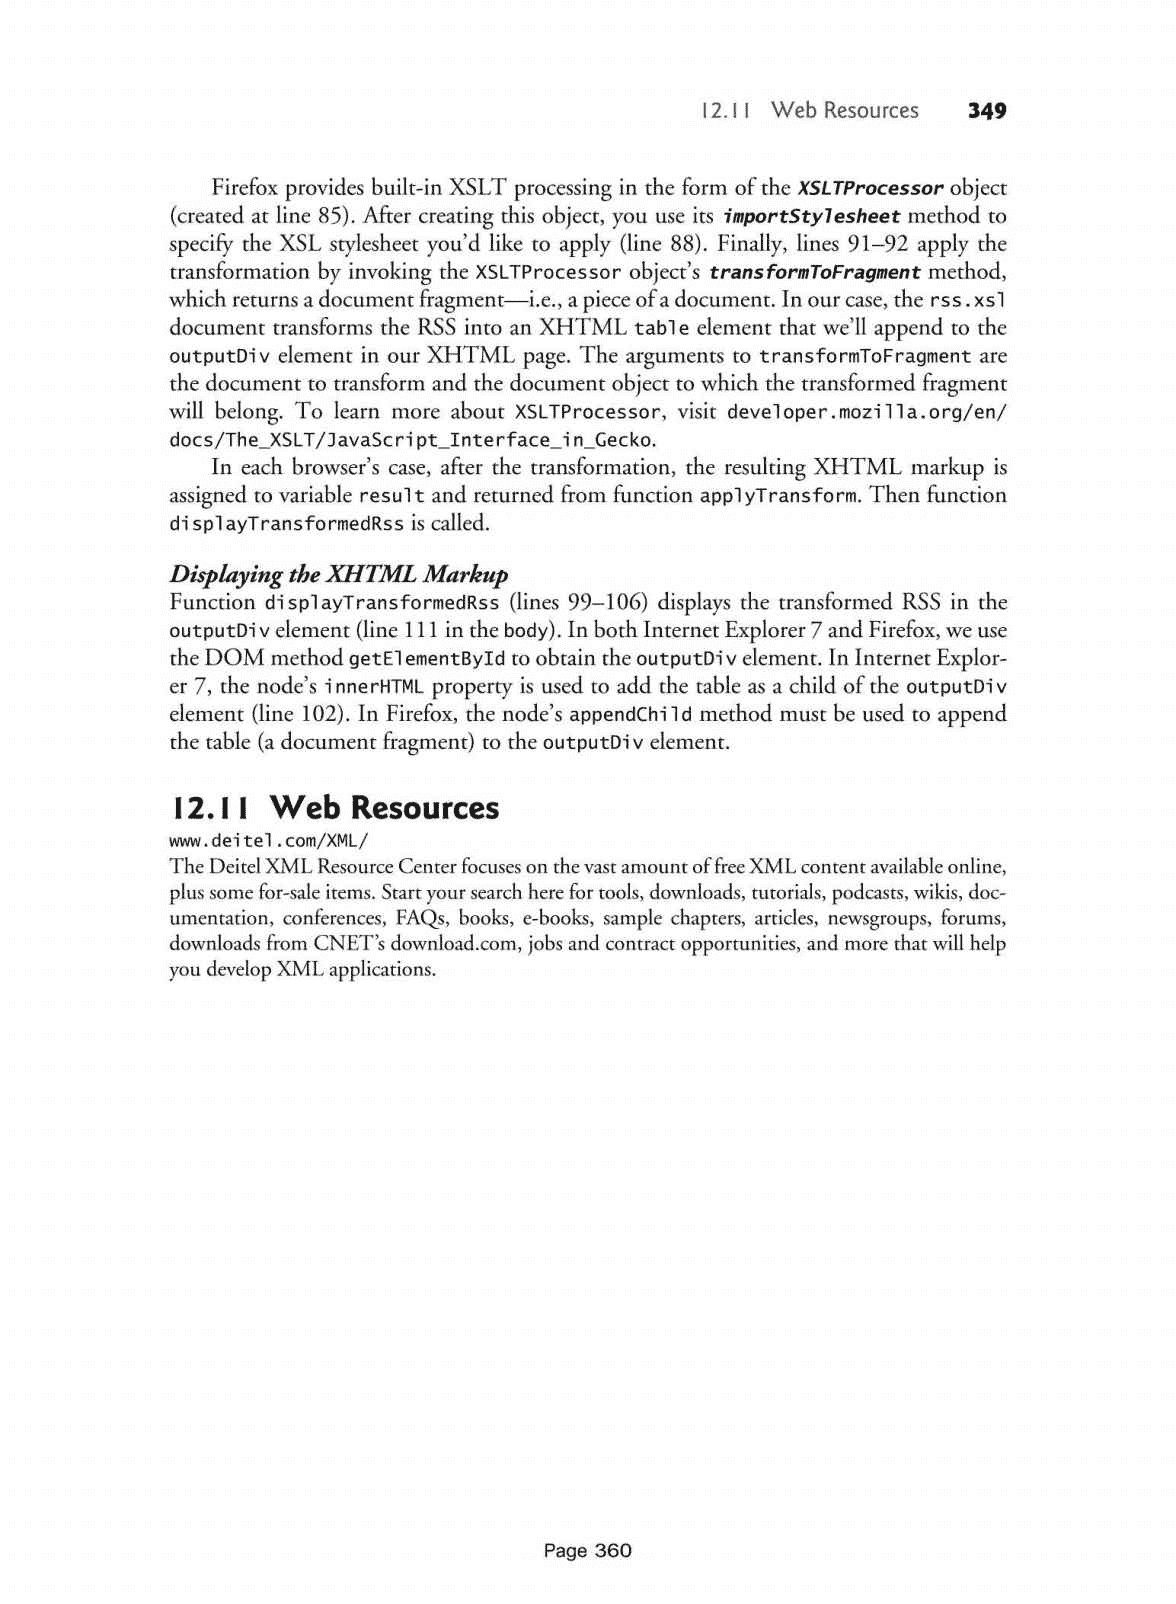 12.11 Web Resources 349
Firefox provides built-in XSLT processing in the form of the XSLTProcessor object
(created at line 85). After creating this object, you use its importStylesheet method to
specify the XSL stylesheet you’d like to apply (line 88). Finally, lines 91–92 apply the
transformation by invoking the XSLTProcessor object’s transformToFragment method,
which returns a document fragment—i.e., a piece of a document. In our case, the rss.xsl
document transforms the RSS into an XHTML table element that we’ll append to the
outputDiv element in our XHTML page. The arguments to transformToFragment are
the document to transform and the document object to which the transformed fragment
will belong. To learn more about XSLTProcessor, visit developer.mozilla.org/en/
docs/The_XSLT/JavaScript_Interface_in_Gecko.
In each browser’s case, after the transformation, the resulting XHTML markup is
assigned to variable result and returned from function applyTransform. Then function
displayTransformedRss is called.
Displaying the XHTML Markup
Function displayTransformedRss (lines 99–106) displays the transformed RSS in the
outputDiv element (line 111 in the body). In both Internet Explorer 7 and Firefox, we use
the DOM method getElementById to obtain the outputDiv element. In Internet Explor-
er 7, the node’s innerHTML property is used to add the table as a child of the outputDiv
element (line 102). In Firefox, the node’s appendChild method must be used to append
the table (a document fragment) to the outputDiv element.
12.11 Web Resources
www.deitel.com/XML/
The Deitel XML Resource Center focuses on the vast amount of free XML content available online,
plus some for-sale items. Start your search here for tools, downloads, tutorials, podcasts, wikis, doc-
umentation, conferences, FAQs, books, e-books, sample chapters, articles, newsgroups, forums,
downloads from CNET’s download.com, jobs and contract opportunities, and more that will help
you develop XML applications.
Page 360